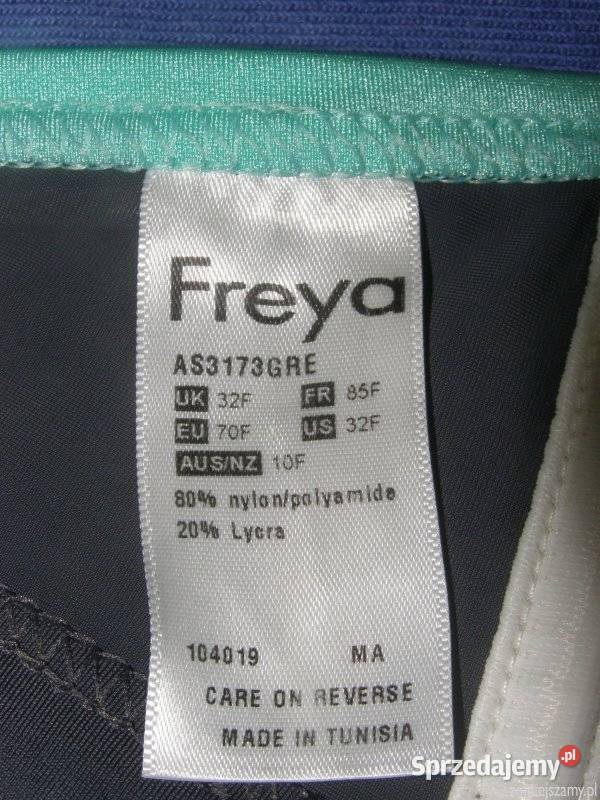 Freya
AS3173GRE
UK 32F FR 85F
EU 70F US 32F
AUS/NZ 10F
80% nylon/polyamide
20% Lycra
104019 MA
CARE ON REVERSE
MADE IN TUNISIA
Sprzedajemy.pl